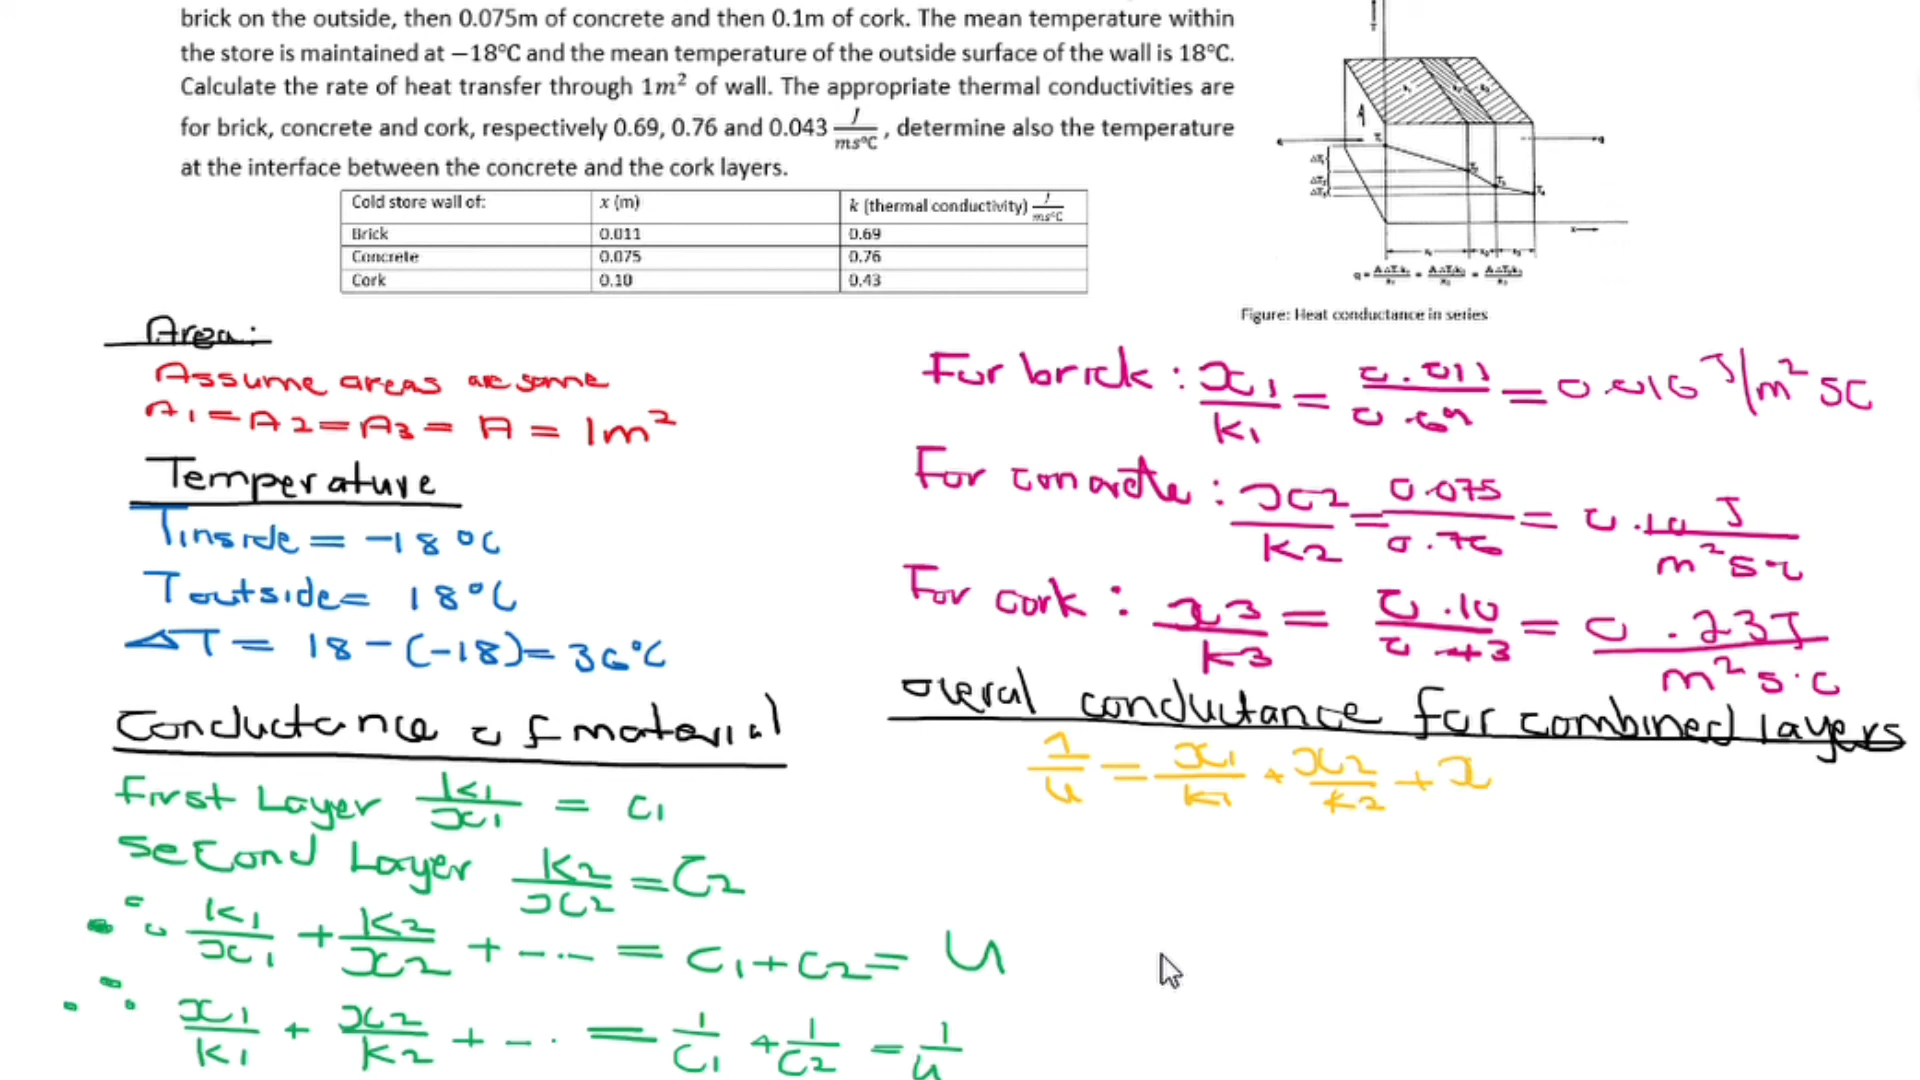 brick on the outside, then 0.075m of concrete and then 0.1m of cork. The mean temperature within
the store is maintained at −18°C and the mean temperature of the outside surface of the wall is 18°C.
Calculate the rate of heat transfer through 1m² of wall. The appropriate thermal conductivities are
for brick, concrete and cork, respectively 0.69, 0.76 and 0.043 J/ms°C , determine also the temperature
at the interface between the concrete and the cork layers.
Cold store wall of: x (m) k (thermal conductivity) J/ms°C
Brick 0.011 0.69
Concrete 0.075 0.76
Cork 0.10 0.43
Figure: Heat conductance in series
Area:
Assume areas are same
A1 = A2 = A3 = A = 1m²
Temperature
Tinside = -18°C
Toutside = 18°C
ΔT = 18 - (-18) = 36°C
Conductance of material
First Layer k1/x1 = C1
Second Layer k2/x2 = C2
∴ k1/x1 + k2/x2 + .... = C1 + C2 = U
∴ x1/k1 + x2/k2 + ... = 1/C1 + 1/C2 = 1/U
For brick : x1/k1 = 0.011/0.69 = 0.016 J/m² SC
For concrete : x2/k2 = 0.075/0.76 = 0.10 J/m² s c
For cork : x3/k3 = 0.10/0.43 = 0.23 J/m² s.c
Overal conductance for combined layers
1/U = x1/k1 + x2/k2 + x